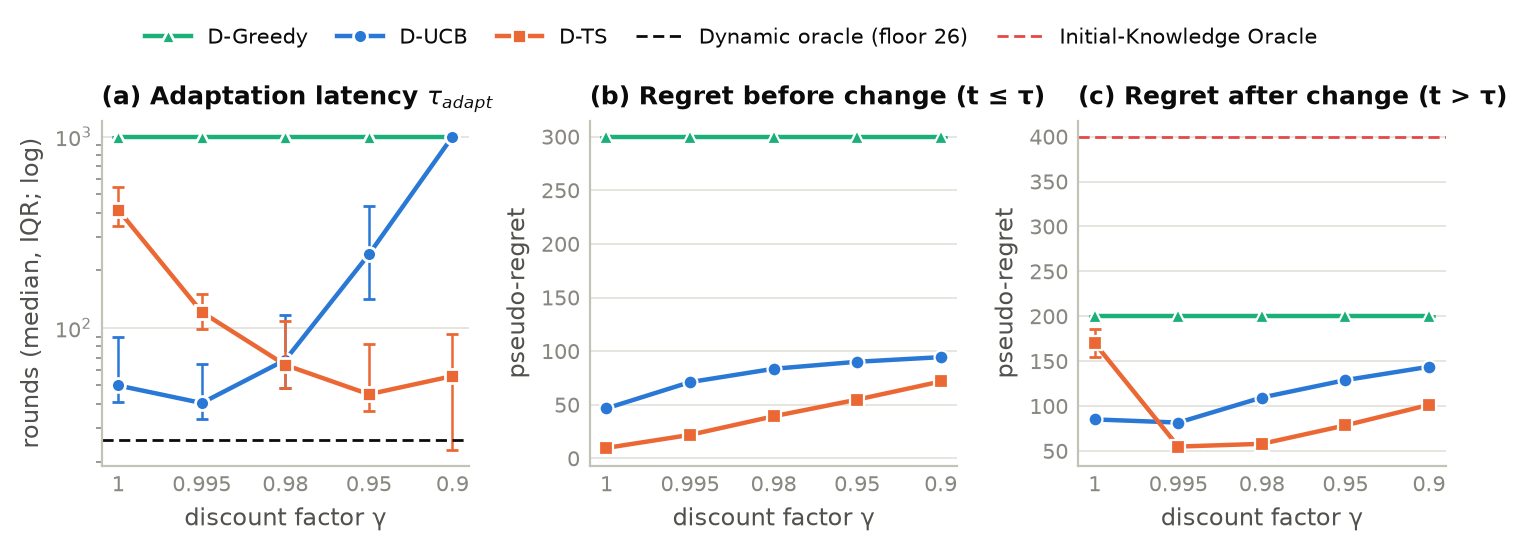 D-Greedy D-UCB D-TS Dynamic oracle (floor 26) Initial-Knowledge Oracle
(a) Adaptation latency τadapt
rounds (median, IQR; log)
10³
10²
1 0.995 0.98 0.95 0.9
discount factor γ
(b) Regret before change (t ≤ τ)
pseudo-regret
300
250
200
150
100
50
0
1 0.995 0.98 0.95 0.9
discount factor γ
(c) Regret after change (t > τ)
pseudo-regret
400
350
300
250
200
150
100
50
1 0.995 0.98 0.95 0.9
discount factor γ